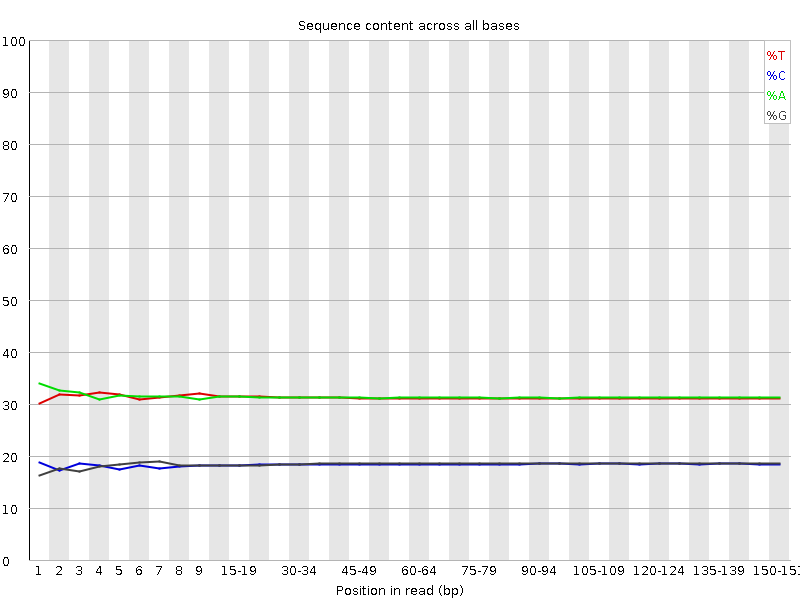 Sequence content across all bases
100
90
80
70
60
50
40
30
20
10
0
%T
%C
%A
%G
1 2 3 4 5 6 7 8 9 15-19 30-34 45-49 60-64 75-79 90-94 105-109 120-124 135-139 150-151
Position in read (bp)